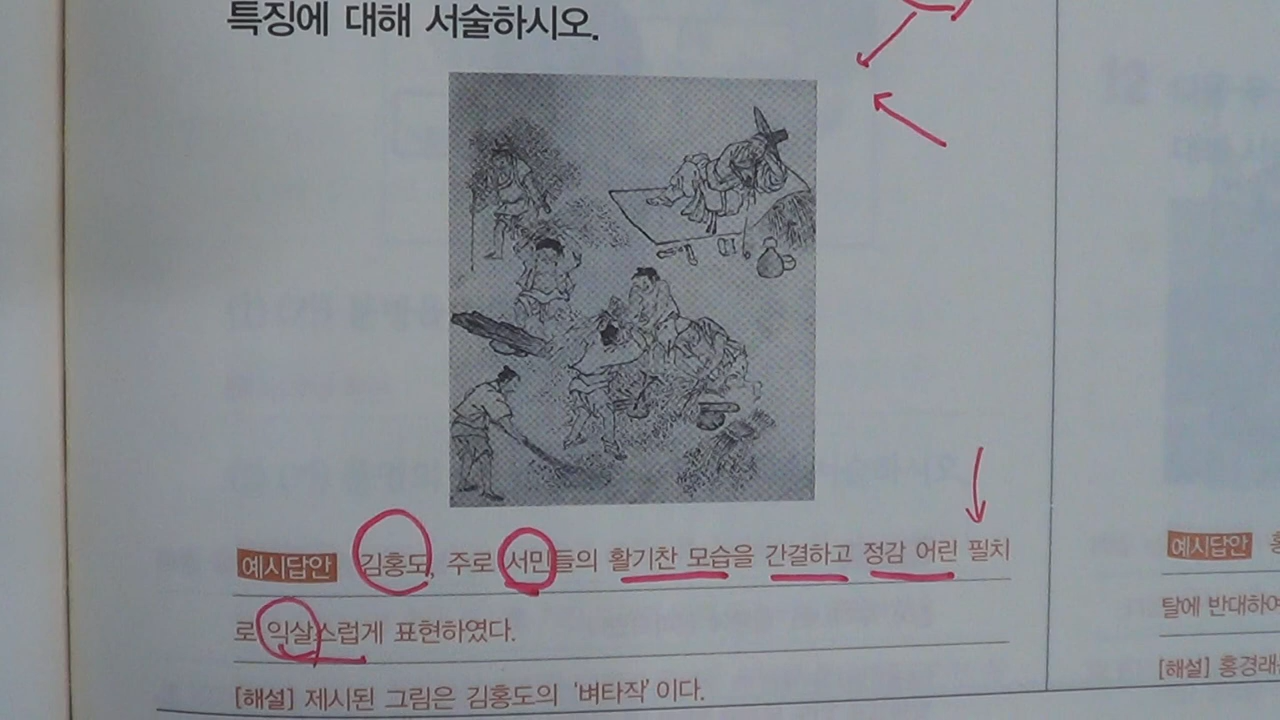 특징에 대해 서술하시오.
예시답안 김홍도, 주로 서민들의 활기찬 모습을 간결하고 정감 어린 필치
로 익살스럽게 표현하였다.
[해설] 제시된 그림은 김홍도의 '벼타작'이다.
예시답안
탈에 반대하여
[해설] 홍경래